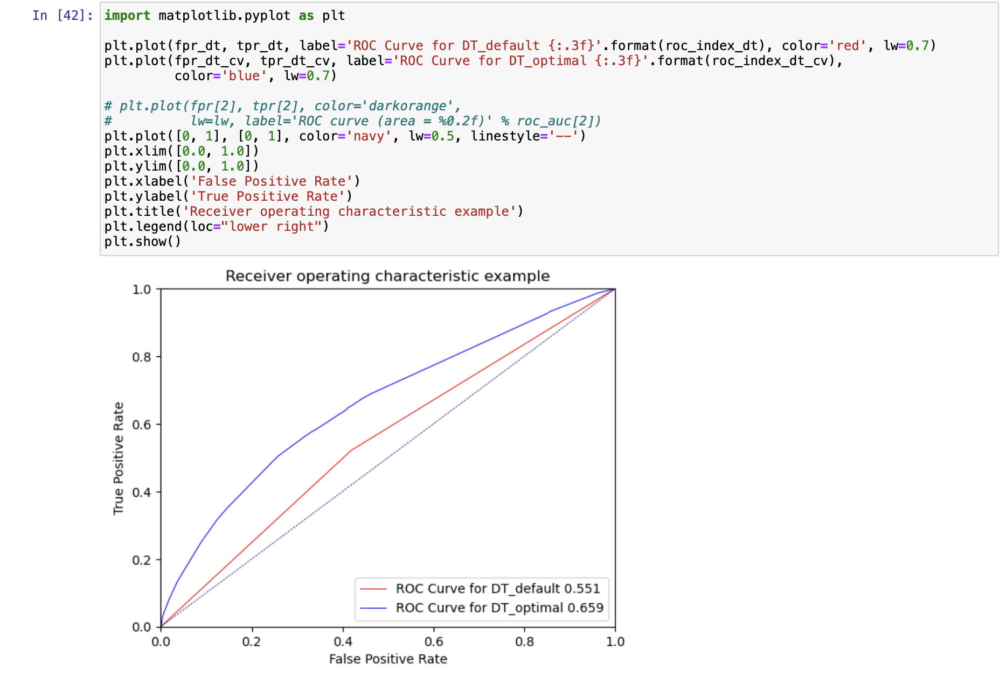 In [42]:
import matplotlib.pyplot as plt
plt.plot(fpr_dt, tpr_dt, label='ROC Curve for DT_default {:.3f}'.format(roc_index_dt), color='red', lw=0.7)
plt.plot(fpr_dt_cv, tpr_dt_cv, label='ROC Curve for DT_optimal {:.3f}'.format(roc_index_dt_cv),
         color='blue', lw=0.7)
# plt.plot(fpr[2], tpr[2], color='darkorange',
#          lw=lw, label='ROC curve (area = %0.2f)' % roc_auc[2])
plt.plot([0, 1], [0, 1], color='navy', lw=0.5, linestyle='--')
plt.xlim([0.0, 1.0])
plt.ylim([0.0, 1.0])
plt.xlabel('False Positive Rate')
plt.ylabel('True Positive Rate')
plt.title('Receiver operating characteristic example')
plt.legend(loc="lower right")
plt.show()
Receiver operating characteristic example
1.0
0.8
0.6
0.4
0.2
0.0
True Positive Rate
ROC Curve for DT_default 0.551
ROC Curve for DT_optimal 0.659
0.0 0.2 0.4 0.6 0.8 1.0
False Positive Rate